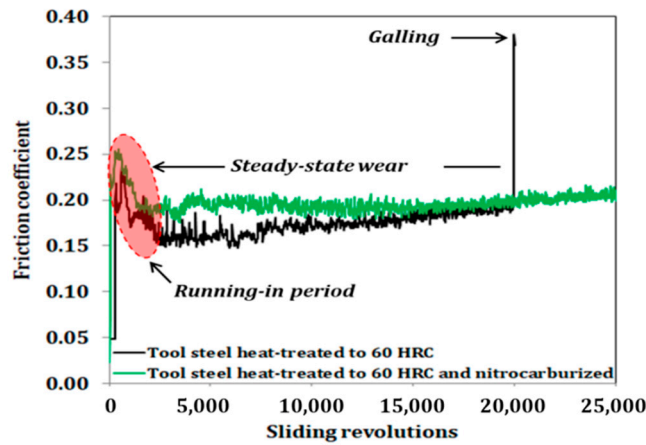 0.40
0.35
0.30
0.25
0.20
0.15
0.10
0.05
0.00
Friction coefficient
Galling
Steady-state wear
Running-in period
Tool steel heat-treated to 60 HRC
Tool steel heat-treated to 60 HRC and nitrocarburized
0 5,000 10,000 15,000 20,000 25,000
Sliding revolutions